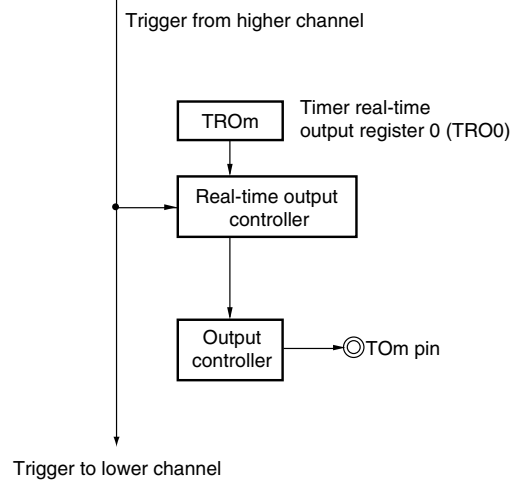 Trigger from higher channel
TROm
Timer real-time
output register 0 (TRO0)
Real-time output
controller
Output
controller
TOm pin
Trigger to lower channel